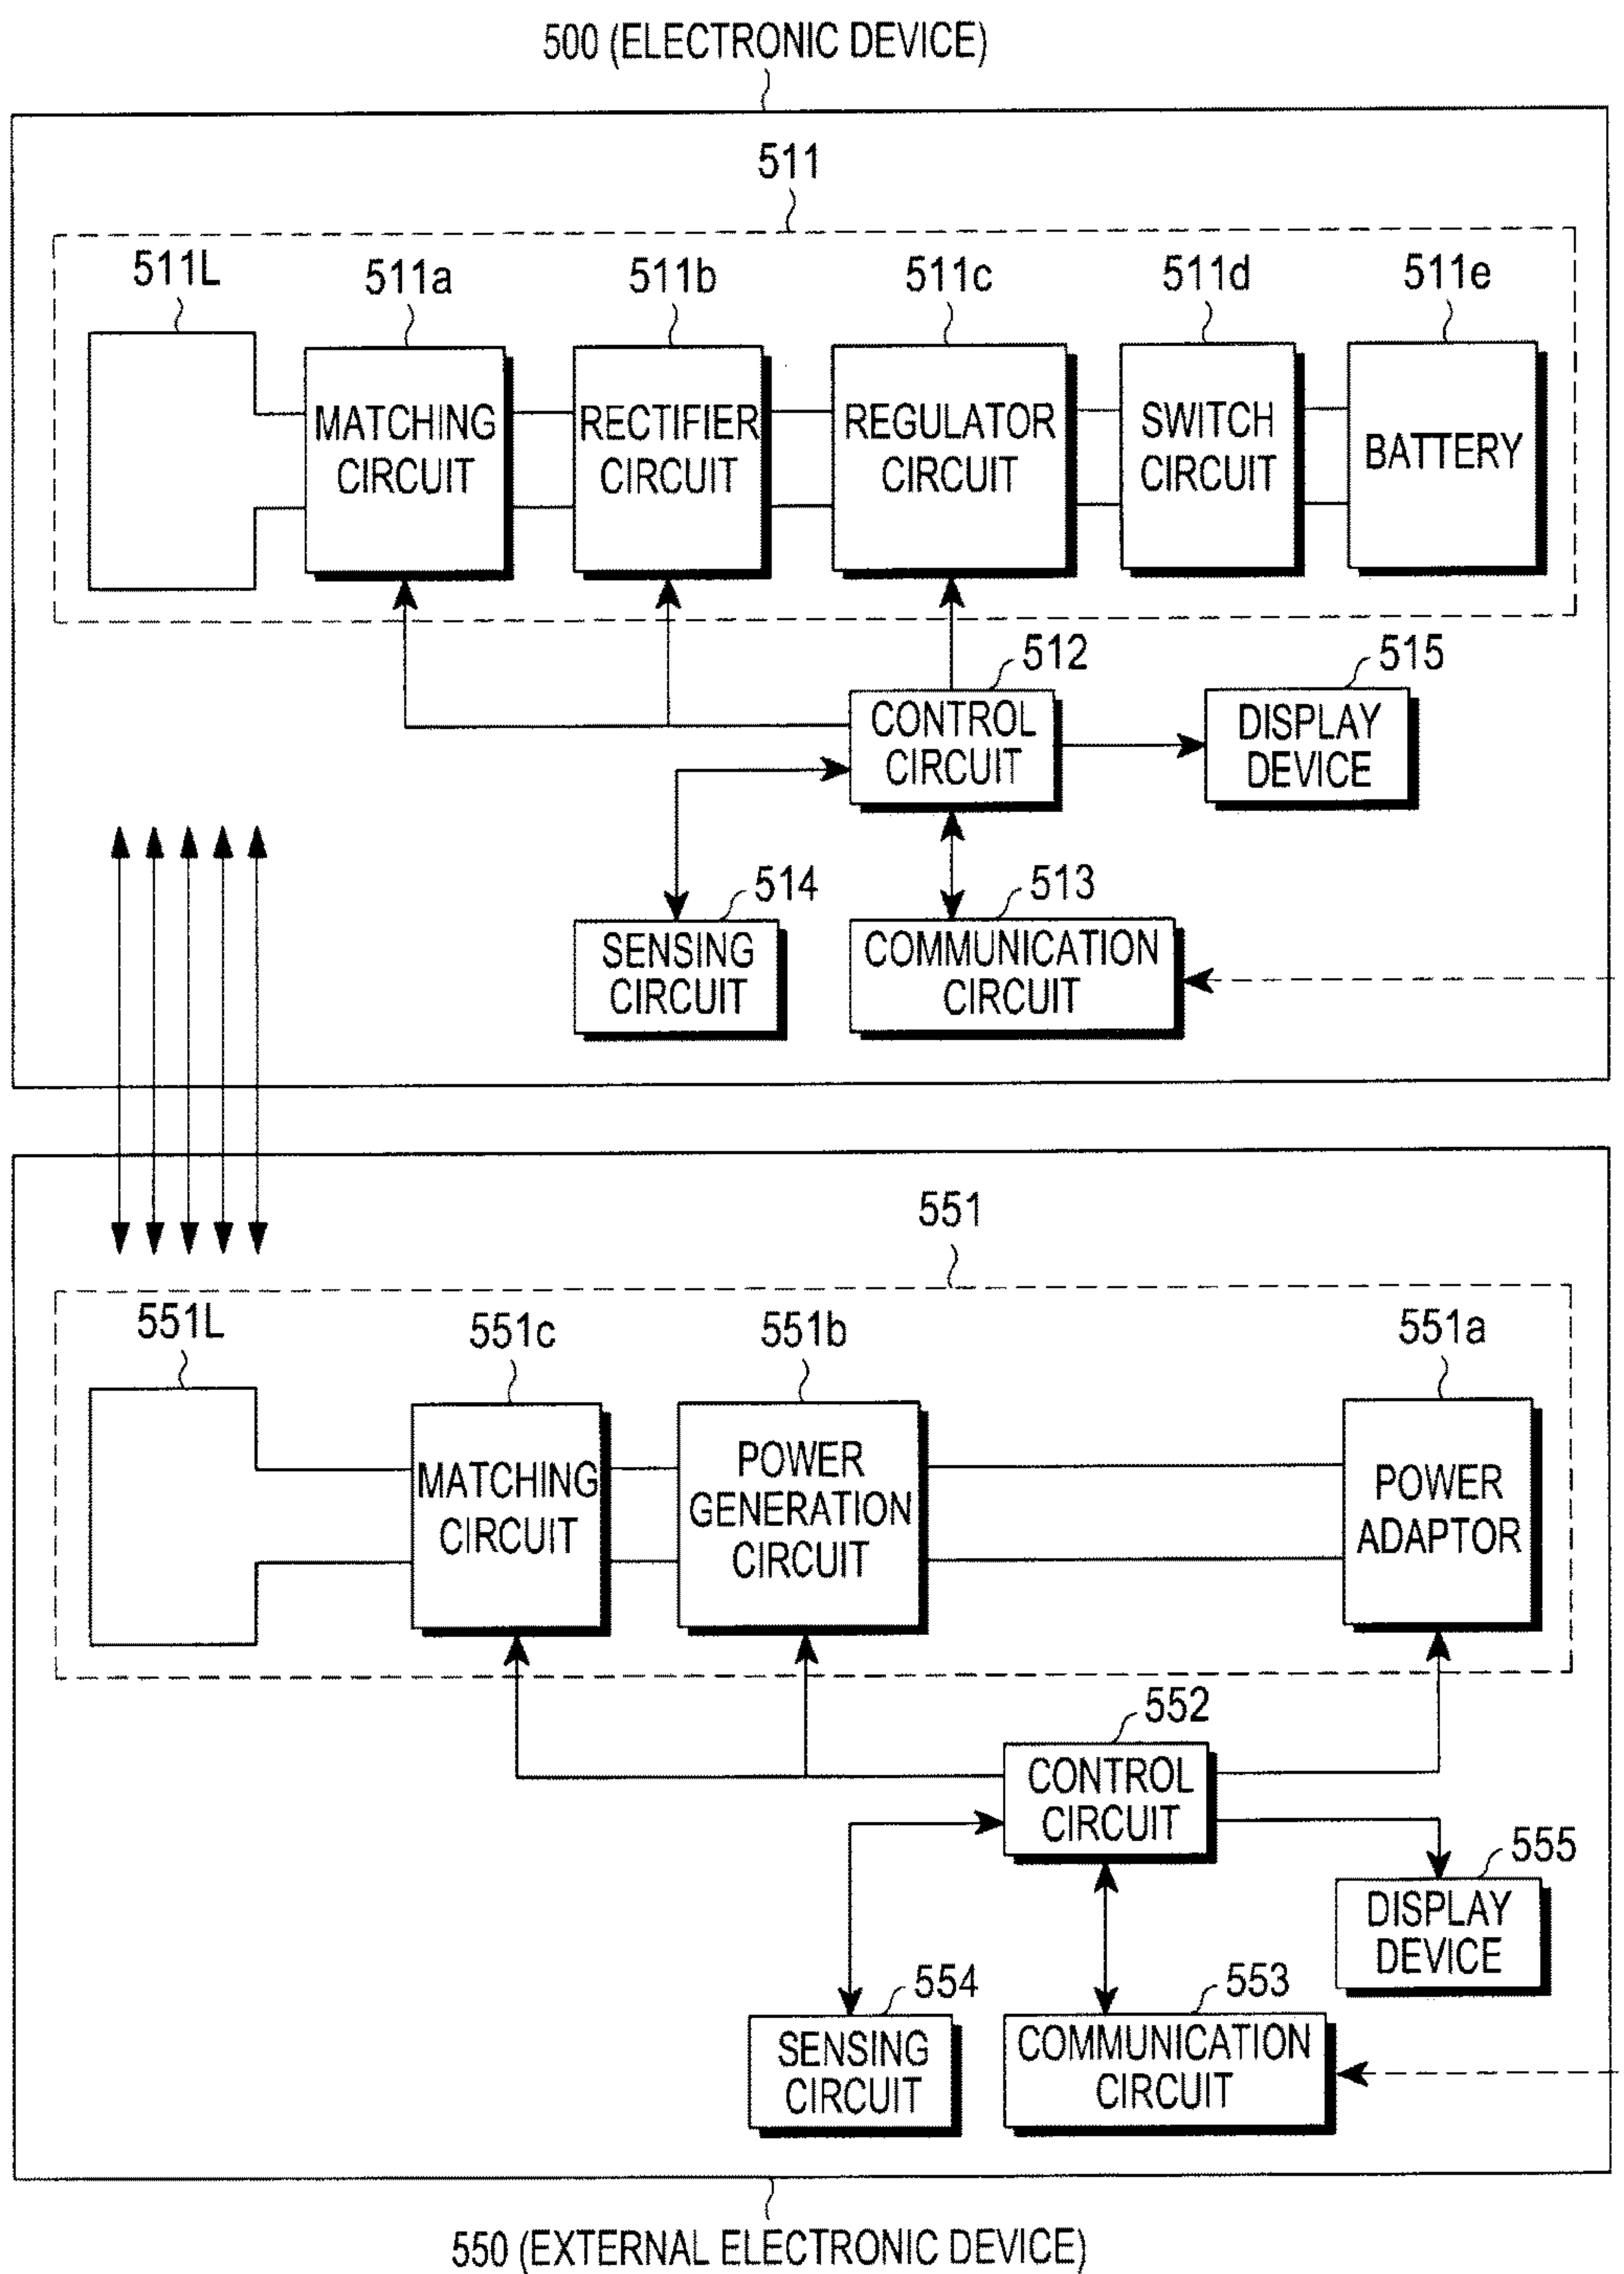 500 (ELECTRONIC DEVICE)
511
511L
511a
511b
511c
511d
511e
MATCHING
CIRCUIT
RECTIFIER
CIRCUIT
REGULATOR
CIRCUIT
SWITCH
CIRCUIT
BATTERY
512
515
CONTROL
CIRCUIT
DISPLAY
DEVICE
514
513
SENSING
CIRCUIT
COMMUNICATION
CIRCUIT
551
551L
551c
551b
551a
MATCHING
CIRCUIT
POWER
GENERATION
CIRCUIT
POWER
ADAPTOR
552
CONTROL
CIRCUIT
555
DISPLAY
DEVICE
554
553
SENSING
CIRCUIT
COMMUNICATION
CIRCUIT
550 (EXTERNAL ELECTRONIC DEVICE)